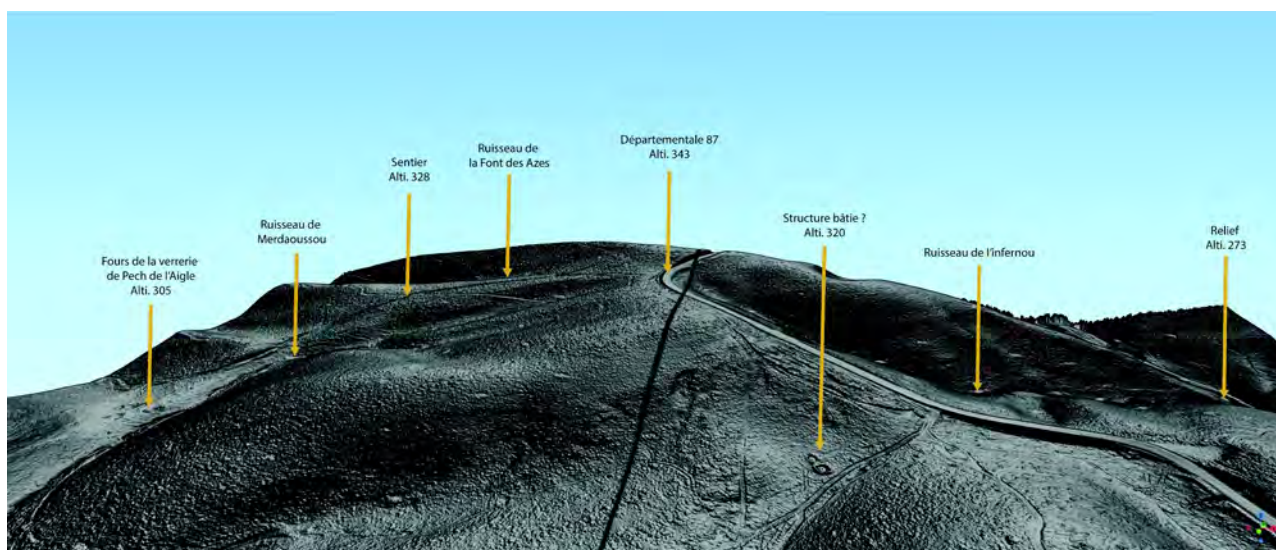 Fours de la verrerie
de Pech de l'Aigle
Alti. 305
Ruisseau de
Merdaoussou
Sentier
Alti. 328
Ruisseau de
la Font des Azes
Départementale 87
Alti. 343
Structure bâtie ?
Alti. 320
Ruisseau de l'infernou
Relief
Alti. 273